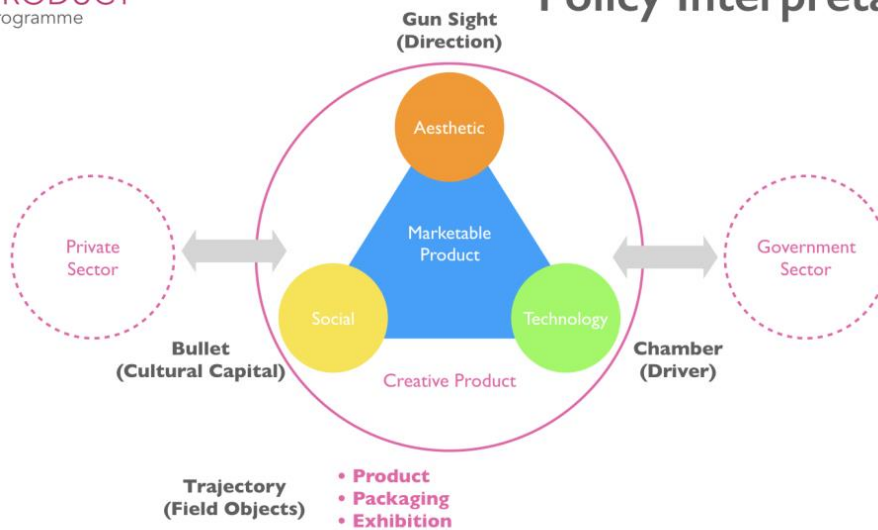 rogramme
Gun Sight
(Direction)
Aesthetic
Marketable
Product
Private
Sector
Government
Sector
Social
Technology
Bullet
(Cultural Capital)
Chamber
(Driver)
Creative Product
Trajectory
(Field Objects)
• Product
• Packaging
• Exhibition